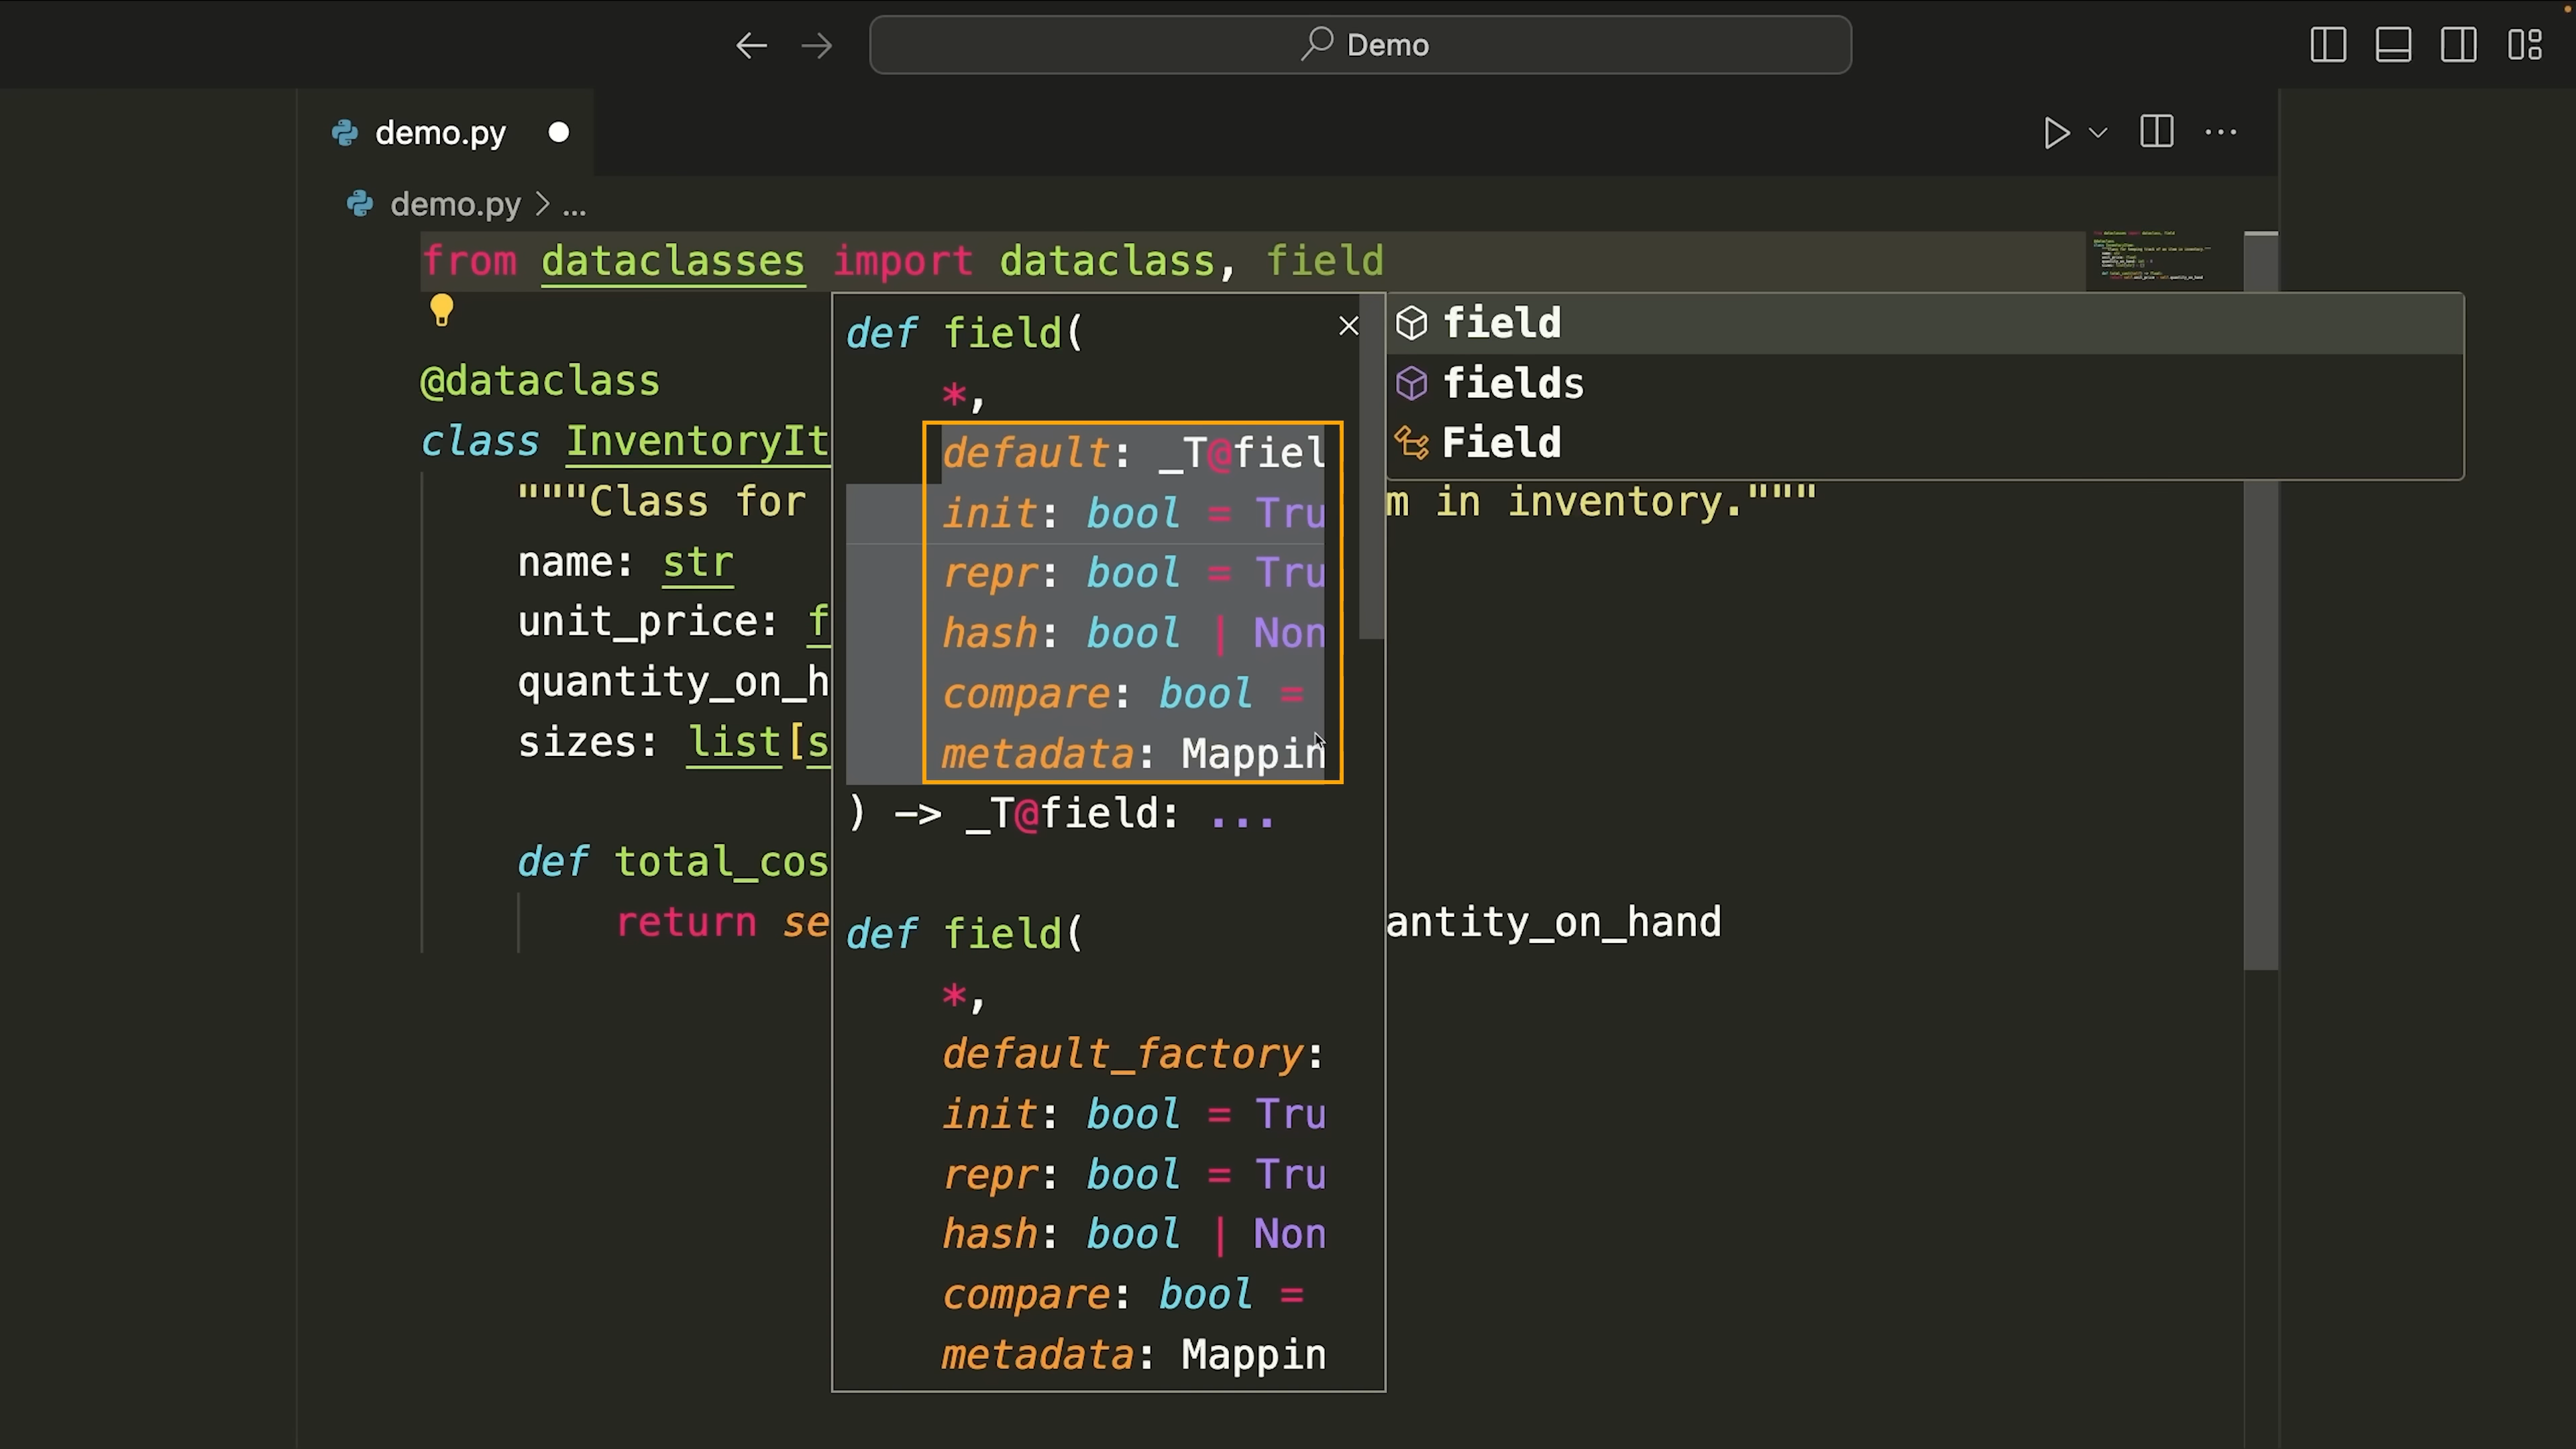 Demo
demo.py
demo.py > ...
from dataclasses import dataclass, field
@dataclass
class InventoryIt
"""Class for
m in inventory."""
name: str
unit_price: f
quantity_on_h
sizes: list[s
def total_cos
return se
antity_on_hand
def field(
*,
default: _T@fiel
init: bool = Tru
repr: bool = Tru
hash: bool | Non
compare: bool =
metadata: Mappin
) -> _T@field: ...
def field(
*,
default_factory:
init: bool = Tru
repr: bool = Tru
hash: bool | Non
compare: bool =
metadata: Mappin
field
fields
Field